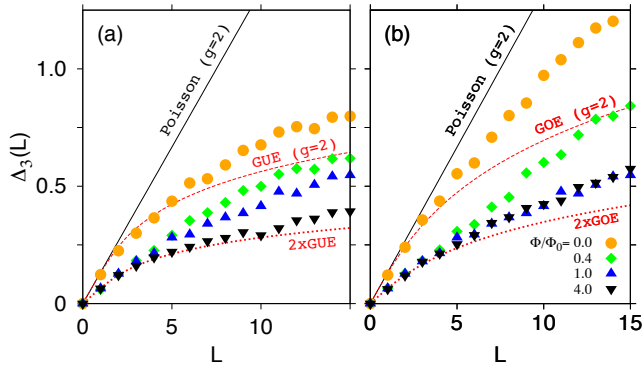 (a)
(b)
Poisson (g=2)
Poisson (g=2)
GUE (g=2)
GOE (g=2)
2xGUE
2xGOE
Φ/Φ₀= 0.0
0.4
1.0
4.0
Δ₃(L)
1.0
0.5
0
0
5
10
0
5
10
15
L
L